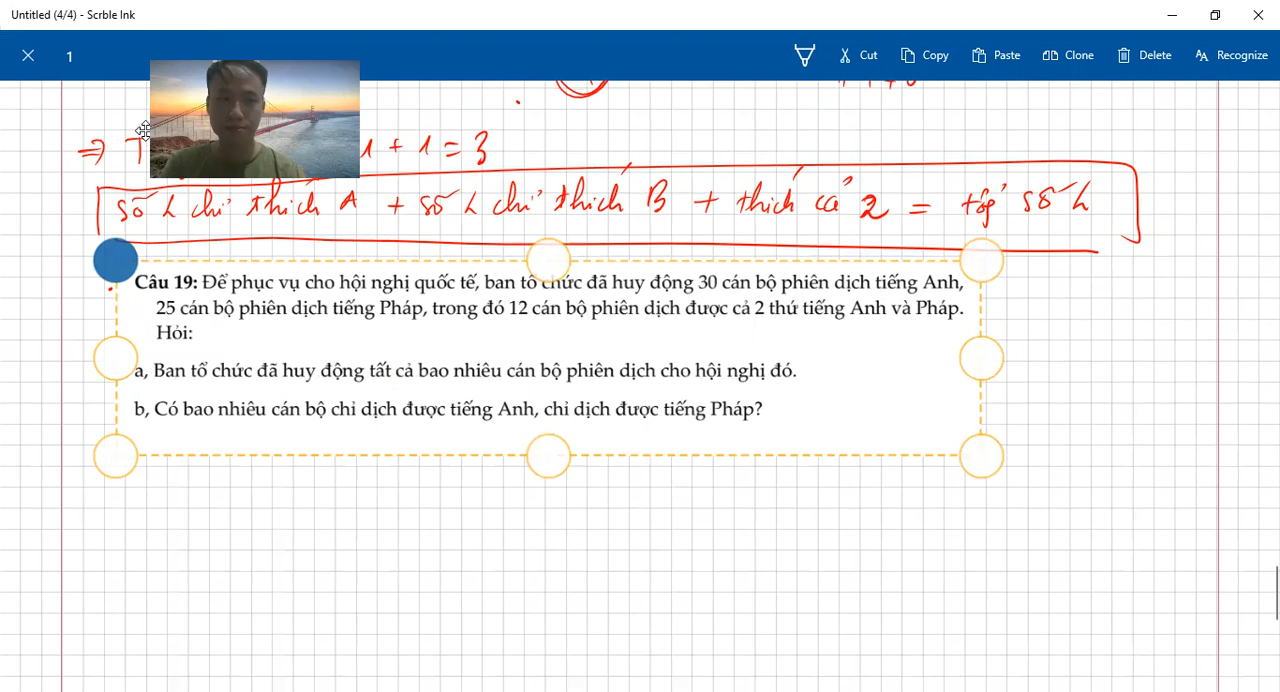 Untitled (4/4) - Scrble Ink
1 Cut Copy Paste Clone Delete Recognize
⇒ T 1 + 1 = 3
số h chỉ thích A + số h chỉ thích B + thích cả 2 = tổg số h
Câu 19: Để phục vụ cho hội nghị quốc tế, ban tổ chức đã huy động 30 cán bộ phiên dịch tiếng Anh,
25 cán bộ phiên dịch tiếng Pháp, trong đó 12 cán bộ phiên dịch được cả 2 thứ tiếng Anh và Pháp.
Hỏi:
a, Ban tổ chức đã huy động tất cả bao nhiêu cán bộ phiên dịch cho hội nghị đó.
b, Có bao nhiêu cán bộ chỉ dịch được tiếng Anh, chỉ dịch được tiếng Pháp?